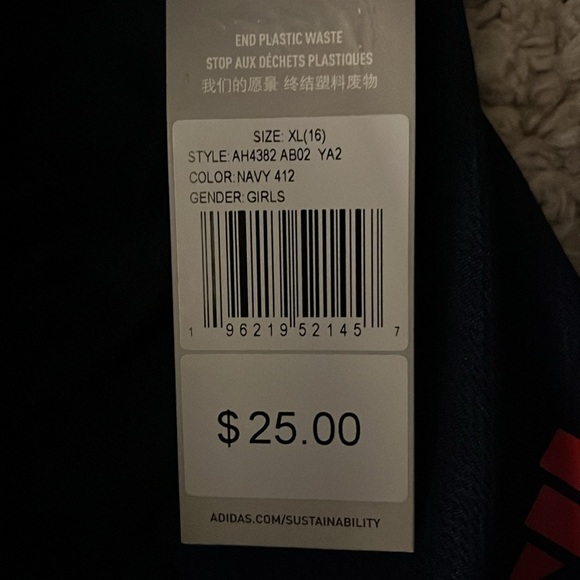 END PLASTIC WASTE
STOP AUX DÉCHETS PLASTIQUES
我们的愿景 终结塑料废物
SIZE: XL(16)
STYLE:AH4382 AB02 YA2
COLOR:NAVY 412
GENDER:GIRLS
1 96219 52145 7
$25.00
ADIDAS.COM/SUSTAINABILITY